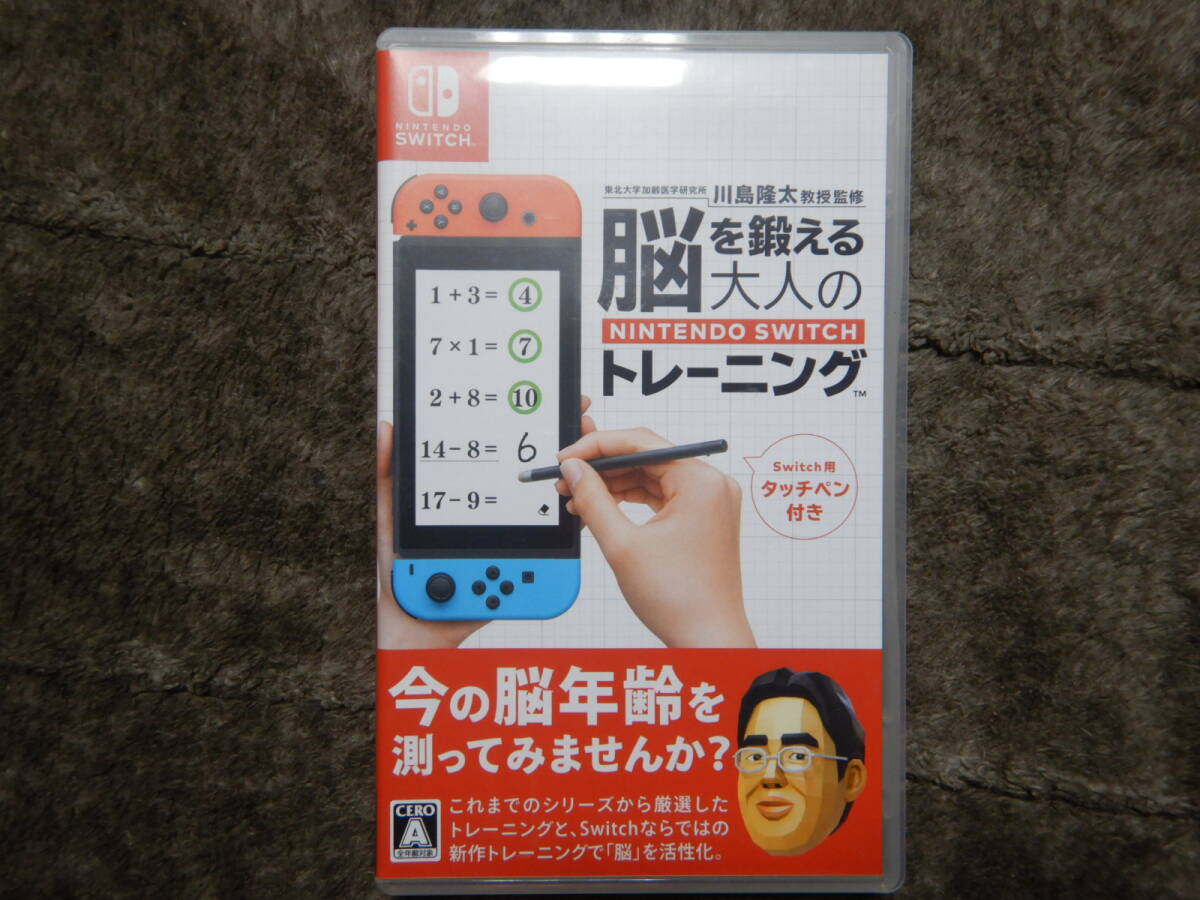 NINTENDO
SWITCH™
東北大学加齢医学研究所 川島隆太教授監修
脳を鍛える
大人の
NINTENDO SWITCH
トレーニング™
1+3= 4
7×1= 7
2+8= 10
14-8= 6
17-9=
Switch用
タッチペン
付き
今の脳年齢を
測ってみませんか?
CERO
A
全年齢対象
これまでのシリーズから厳選した
トレーニングと、Switchならではの
新作トレーニングで「脳」を活性化。